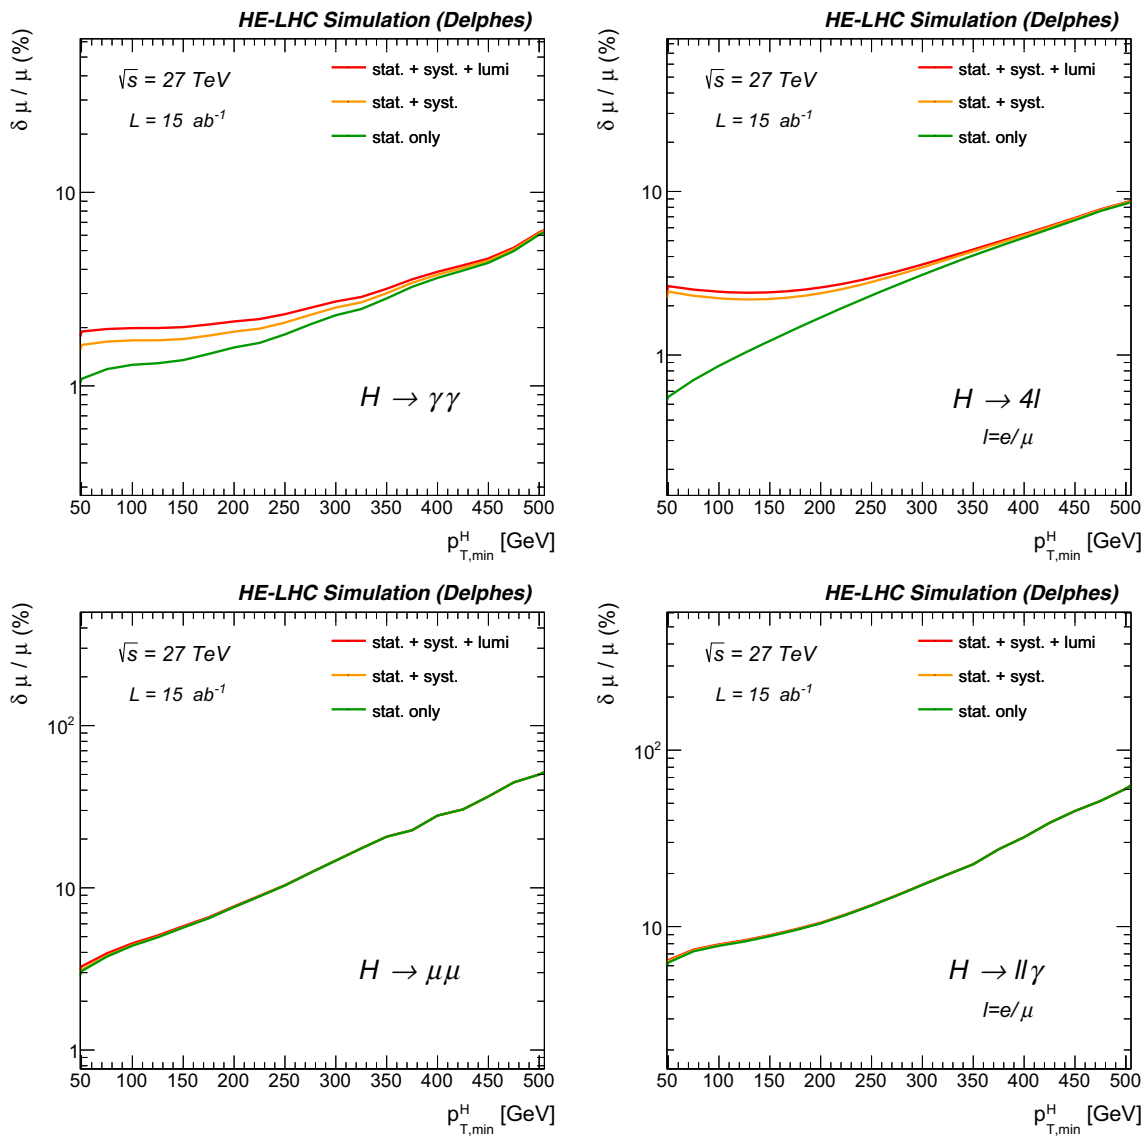 HE-LHC Simulation (Delphes)
δ μ / μ (%)
√s = 27 TeV
L = 15 ab⁻¹
stat. + syst. + lumi
stat. + syst.
stat. only
10
1
H → γγ
50 100 150 200 250 300 350 400 450 500
p^H_T,min [GeV]
HE-LHC Simulation (Delphes)
δ μ / μ (%)
√s = 27 TeV
L = 15 ab⁻¹
stat. + syst. + lumi
stat. + syst.
stat. only
10
1
H → 4l
l=e/μ
50 100 150 200 250 300 350 400 450 500
p^H_T,min [GeV]
HE-LHC Simulation (Delphes)
δ μ / μ (%)
√s = 27 TeV
L = 15 ab⁻¹
stat. + syst. + lumi
stat. + syst.
stat. only
10²
10
1
H → μμ
50 100 150 200 250 300 350 400 450 500
p^H_T,min [GeV]
HE-LHC Simulation (Delphes)
δ μ / μ (%)
√s = 27 TeV
L = 15 ab⁻¹
stat. + syst. + lumi
stat. + syst.
stat. only
10²
10
H → llγ
l=e/μ
50 100 150 200 250 300 350 400 450 500
p^H_T,min [GeV]